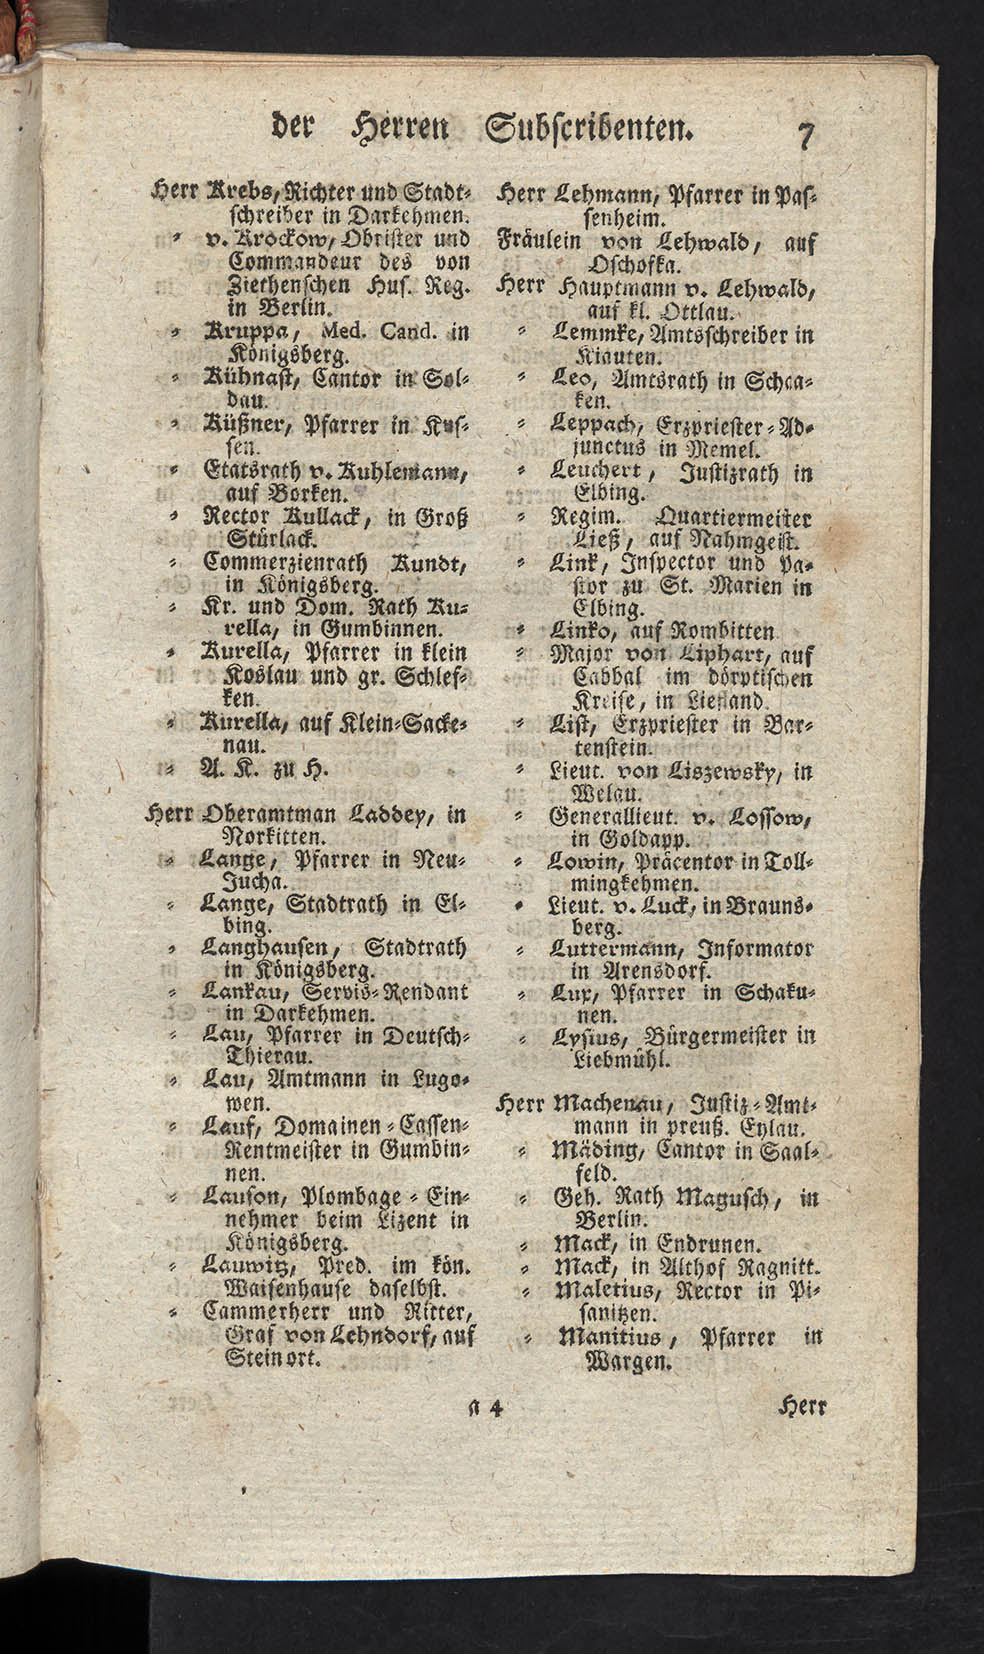 der Herren Subscribenten. 7
Herr Krebs, Richter und Stadt-
schreiber in Darkehmen.
- v. Krockow, Obrister und
Commandeur des von
Ziethenschen Hus. Reg.
in Berlin.
- Kruppa, Med. Cand. in
Königsberg.
- Kühnast, Cantor in Sol-
dau.
- Küßner, Pfarrer in Kus-
sen.
- Etatsrath v. Kuhlemann,
auf Borken.
- Rector Kullack, in Groß
Stürlack.
- Commerzienrath Kundt,
in Königsberg.
- Kr. und Dom. Rath Ku-
rella, in Gumbinnen.
- Kurella, Pfarrer in klein
Koslau und gr. Schlef-
ken.
- Kurella, auf Klein-Sacke-
nau.
- A. K. zu H.
Herr Oberamtman Laddey, in
Norkitten.
- Lange, Pfarrer in Neu-
Jucha.
- Lange, Stadtrath in El-
bing.
- Langhausen, Stadtrath
in Königsberg.
- Lankau, Servis-Rendant
in Darkehmen.
- Lau, Pfarrer in Deutsch-
Thierau.
- Lau, Amtmann in Lugo-
wen.
- Lauf, Domainen-Cassen-
Rentmeister in Gumbin-
nen.
- Lauson, Plombage-Ein-
nehmer beim Lizent in
Königsberg.
- Lauwitz, Pred. im kön.
Waisenhause daselbst.
- Cammerherr und Ritter,
Graf von Lehndorf, auf
Steinort.
Herr Lehmann, Pfarrer in Pas-
senheim.
Fräulein von Lehwald, auf
Oschofka.
Herr Hauptmann v. Lehwald,
auf kl. Ottlau.
- Lemmke, Amtsschreiber in
Kiauten.
- Leo, Amtsrath in Schaa-
ken.
- Leppach, Erzpriester-Ad-
junctus in Memel.
- Leuchert, Justizrath in
Elbing.
- Regim. Quartiermeister
Ließ, auf Nahmgeist.
- Link, Inspector und Pa-
stor zu St. Marien in
Elbing.
- Linko, auf Rombitten
- Major von Liphart, auf
Cabbal im dörptischen
Kreise, in Liefland.
- List, Erzpriester in Bar-
tenstein.
- Lieut. von Liszewsky, in
Welau.
- Generallieut. v. Lossow,
in Goldapp.
- Lowin, Präcentor in Toll-
mingkehmen.
- Lieut. v. Luck, in Brauns-
berg.
- Luttermann, Informator
in Arensdorf.
- Lux, Pfarrer in Schaku-
nen.
- Lysius, Bürgermeister in
Liebmühl.
Herr Machenau, Justiz-Amt-
mann in preuß. Eylau.
- Mäding, Cantor in Saal-
feld.
- Geh. Rath Magusch, in
Berlin.
- Mack, in Endrunen.
- Mack, in Althof Ragnitt.
- Maletius, Rector in Pi-
sanitzen.
- Manitius, Pfarrer in
Wargen.
a 4 Herr